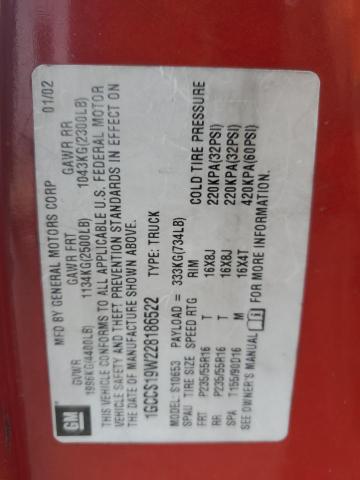 GM
MFD BY GENERAL MOTORS CORP 01/02
GVWR GAWR FRT GAWR RR
1996KG(4400LB) 1134KG(2500LB) 1043KG(2300LB)
THIS VEHICLE CONFORMS TO ALL APPLICABLE U.S. FEDERAL MOTOR
VEHICLE SAFETY AND THEFT PREVENTION STANDARDS IN EFFECT ON
THE DATE OF MANUFACTURE SHOWN ABOVE.
1GCCS19W228186522 TYPE: TRUCK
MODEL: S10653 PAYLOAD = 333KG(734LB)
SPAU TIRE SIZE SPEED RTG RIM COLD TIRE PRESSURE
FRT P235/55R16 T 16X8J 220KPA(32PSI)
RR P235/55R16 T 16X8J 220KPA(32PSI)
SPA T155/90D16 M 16X4T 420KPA(60PSI)
SEE OWNER'S MANUAL